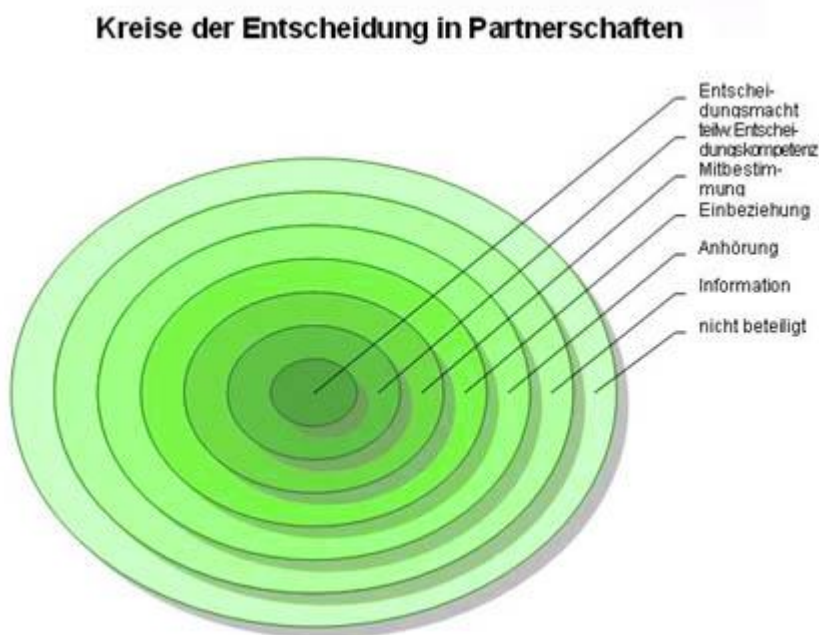 Kreise der Entscheidung in Partnerschaften
Entschei-
dungsmacht
teilw.Entschei-
dungskompetenz
Mitbestim-
mung
Einbeziehung
Anhörung
Information
nicht beteiligt